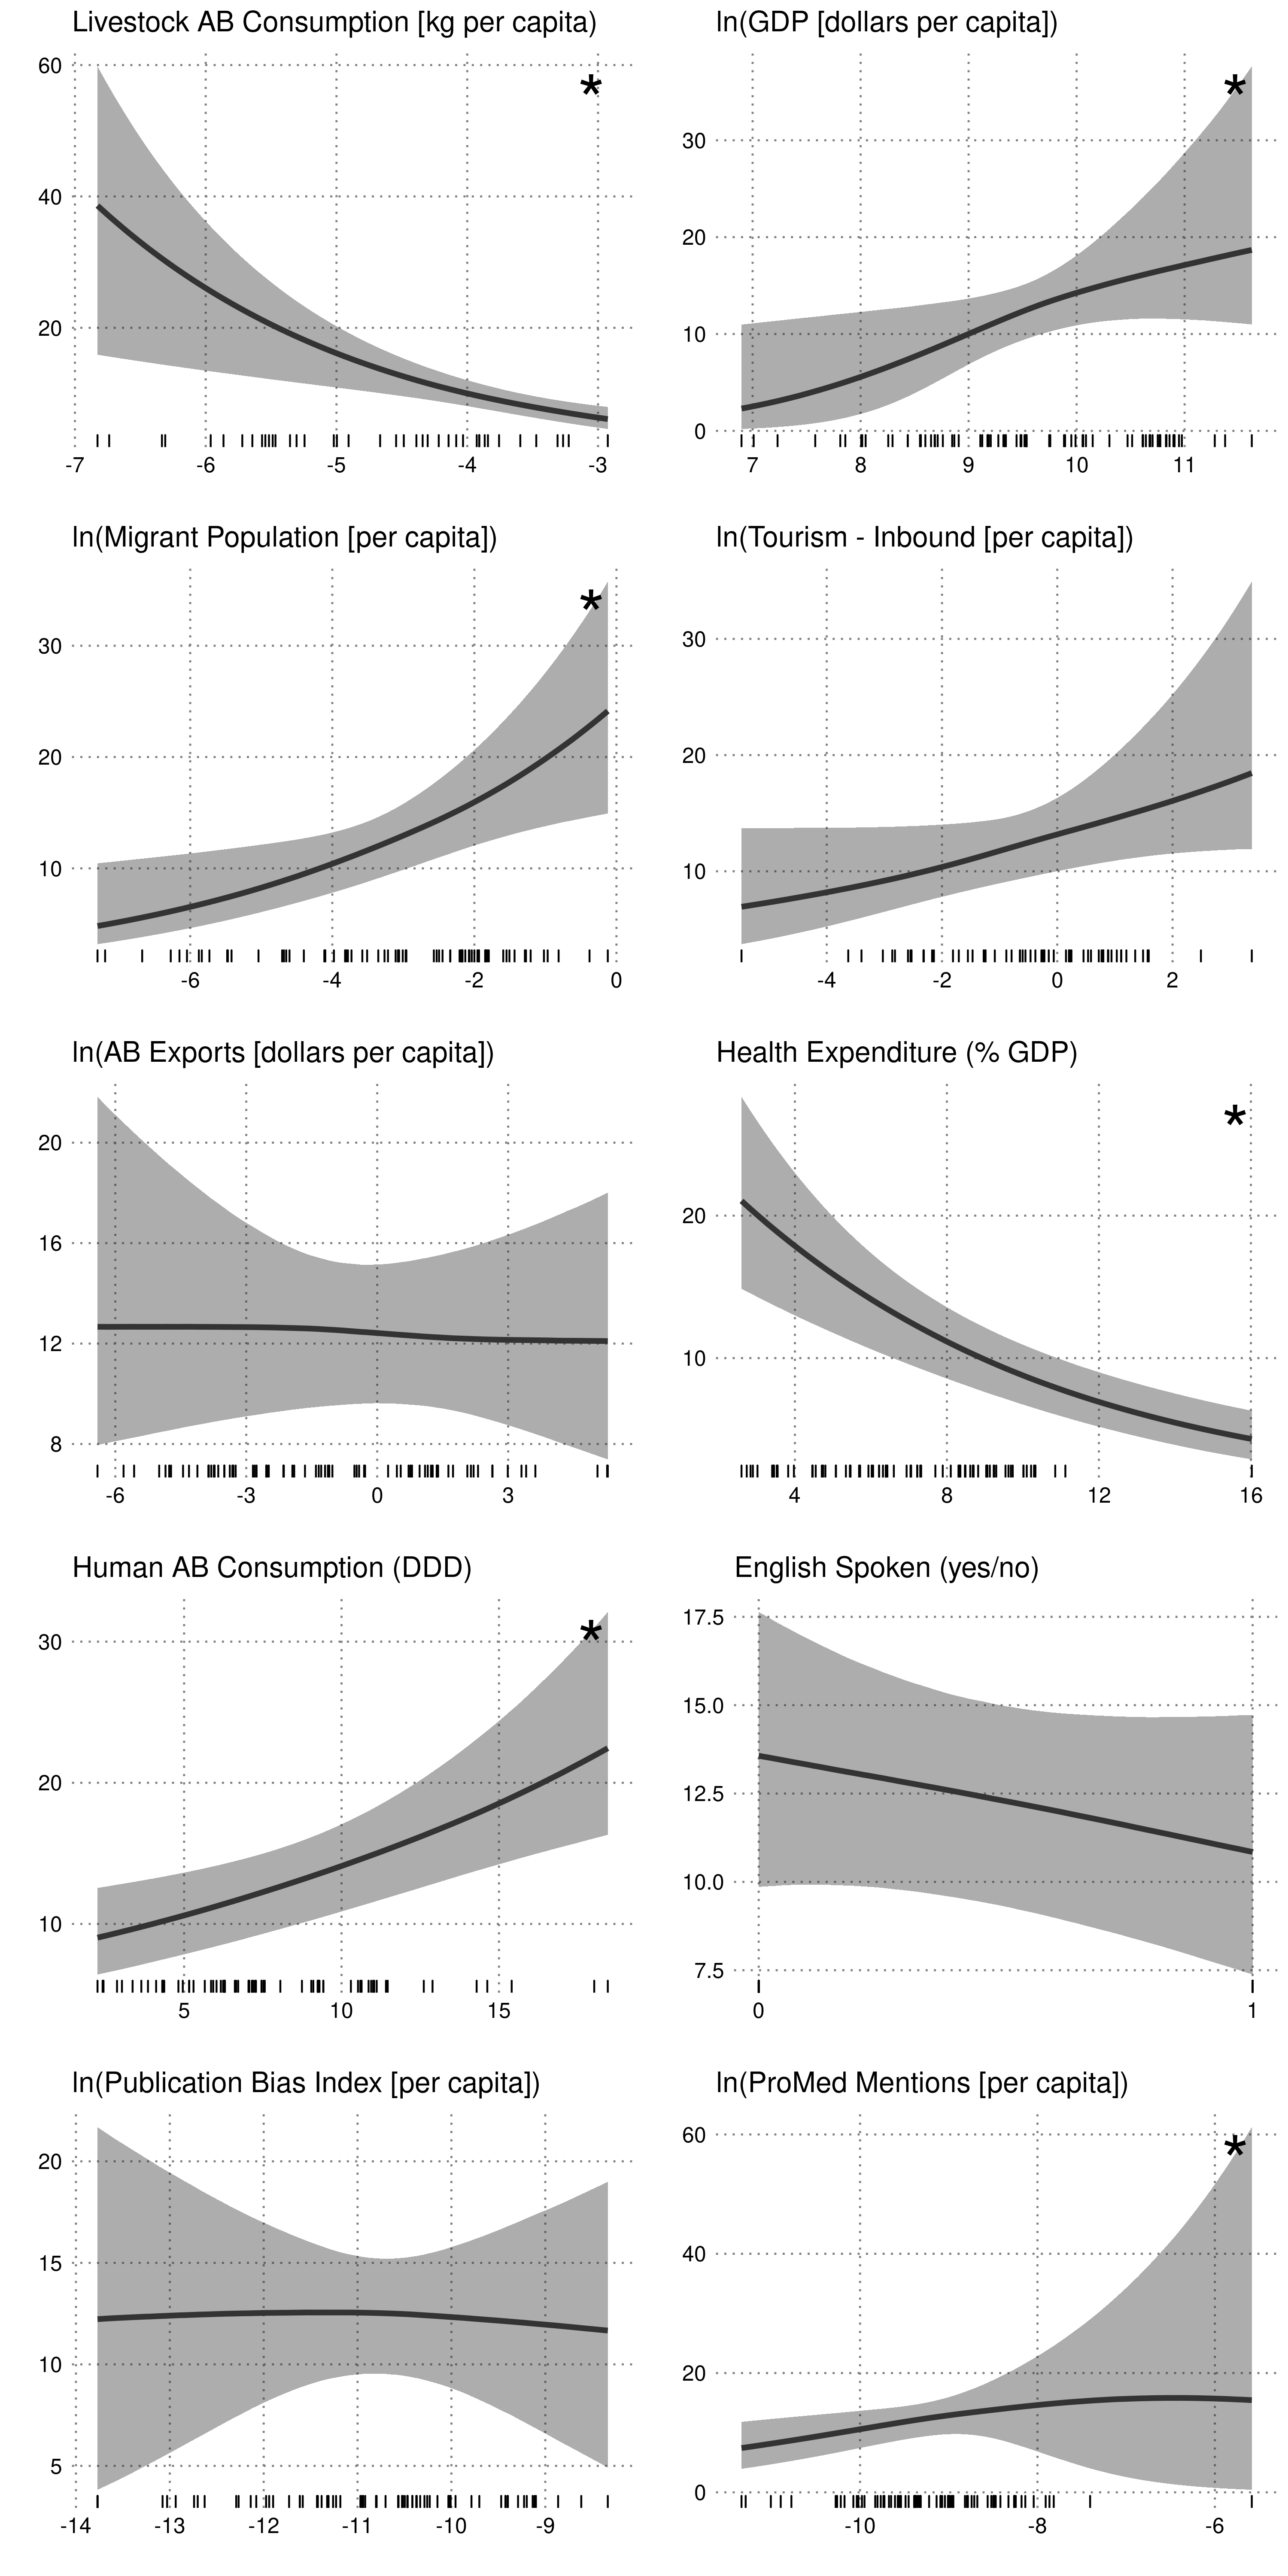 Livestock AB Consumption [kg per capita)
ln(GDP [dollars per capita])
60
40
20
*
-7 -6 -5 -4 -3
30
20
10
0
*
7 8 9 10 11
ln(Migrant Population [per capita])
ln(Tourism - Inbound [per capita])
30
20
10
*
-6 -4 -2 0
30
20
10
-4 -2 0 2
ln(AB Exports [dollars per capita])
Health Expenditure (% GDP)
20
16
12
8
-6 -3 0 3
20
10
*
4 8 12 16
Human AB Consumption (DDD)
English Spoken (yes/no)
30
20
10
*
5 10 15
17.5
15.0
12.5
10.0
7.5
0 1
ln(Publication Bias Index [per capita])
ln(ProMed Mentions [per capita])
20
15
10
5
-14 -13 -12 -11 -10 -9
60
40
20
0
*
-10 -8 -6